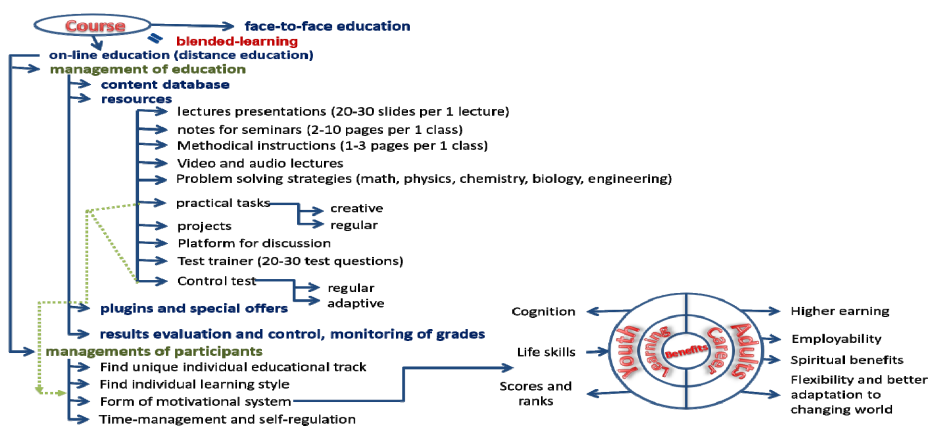 Course
face-to-face education
blended-learning
on-line education (distance education)
management of education
content database
resources
lectures presentations (20-30 slides per 1 lecture)
notes for seminars (2-10 pages per 1 class)
Methodical instructions (1-3 pages per 1 class)
Video and audio lectures
Problem solving strategies (math, physics, chemistry, biology, engineering)
practical tasks
creative
regular
projects
Platform for discussion
Test trainer (20-30 test questions)
Control test
regular
adaptive
plugins and special offers
results evaluation and control, monitoring of grades
managements of participants
Find unique individual educational track
Find individual learning style
Form of motivational system
Time-management and self-regulation
Cognition
Life skills
Scores and
ranks
Youth
Learning
Benefits
Career
Adults
Higher earning
Employability
Spiritual benefits
Flexibility and better
adaptation to
changing world